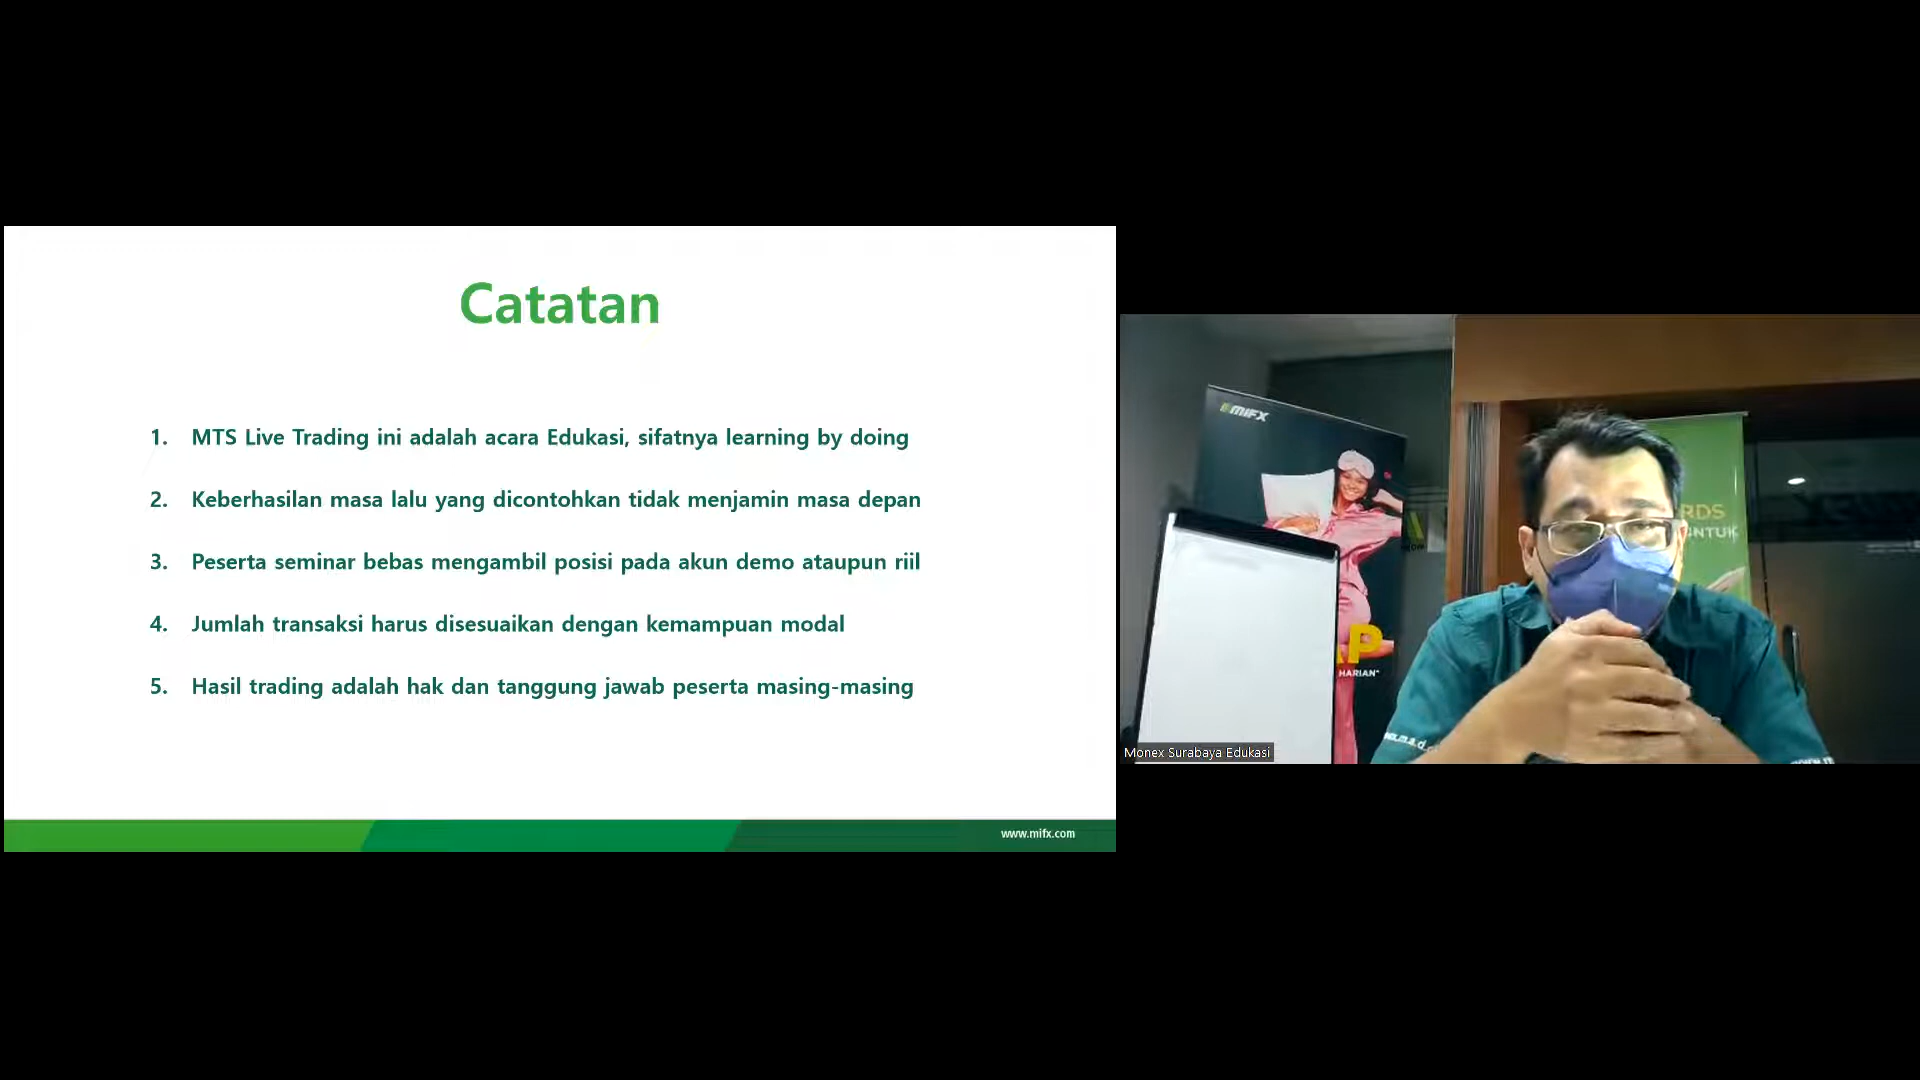 Catatan
1. MTS Live Trading ini adalah acara Edukasi, sifatnya learning by doing
2. Keberhasilan masa lalu yang dicontohkan tidak menjamin masa depan
3. Peserta seminar bebas mengambil posisi pada akun demo ataupun riil
4. Jumlah transaksi harus disesuaikan dengan kemampuan modal
5. Hasil trading adalah hak dan tanggung jawab peserta masing-masing
www.mifx.com
MIFX
RDS
UNTUK
AP
HARIAN"
Monex Surabaya Edukasi